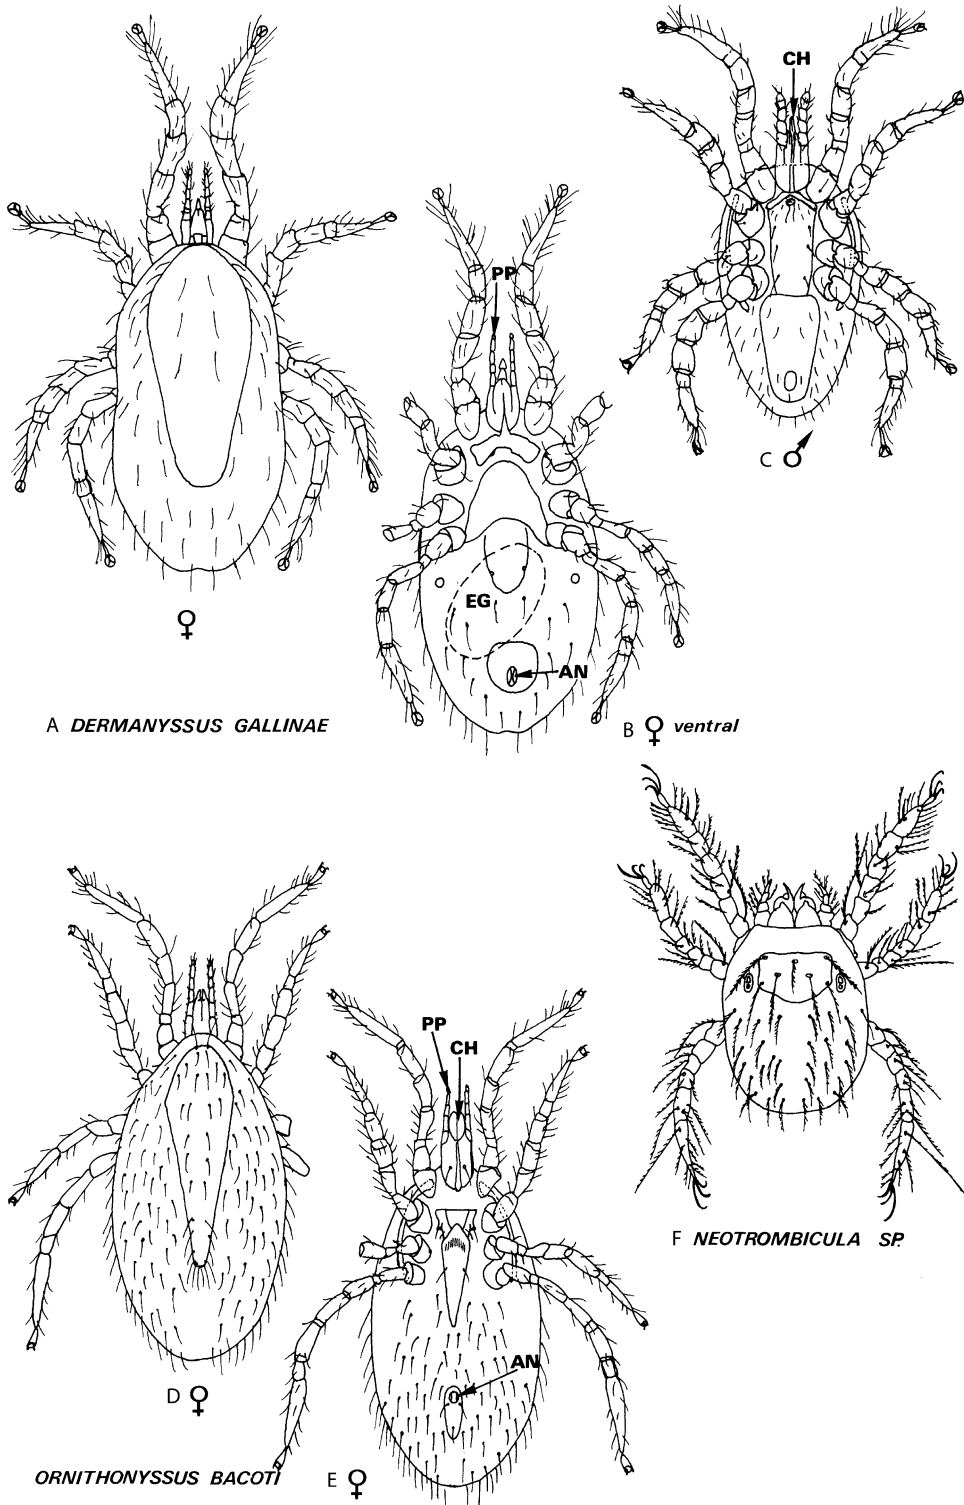 CH
PP
C ♂
EG
AN
♀
A DERMANYSSUS GALLINAE
B ♀ ventral
PP
CH
F NEOTROMBICULA SP.
AN
D ♀
ORNITHONYSSUS BACOTI
E ♀